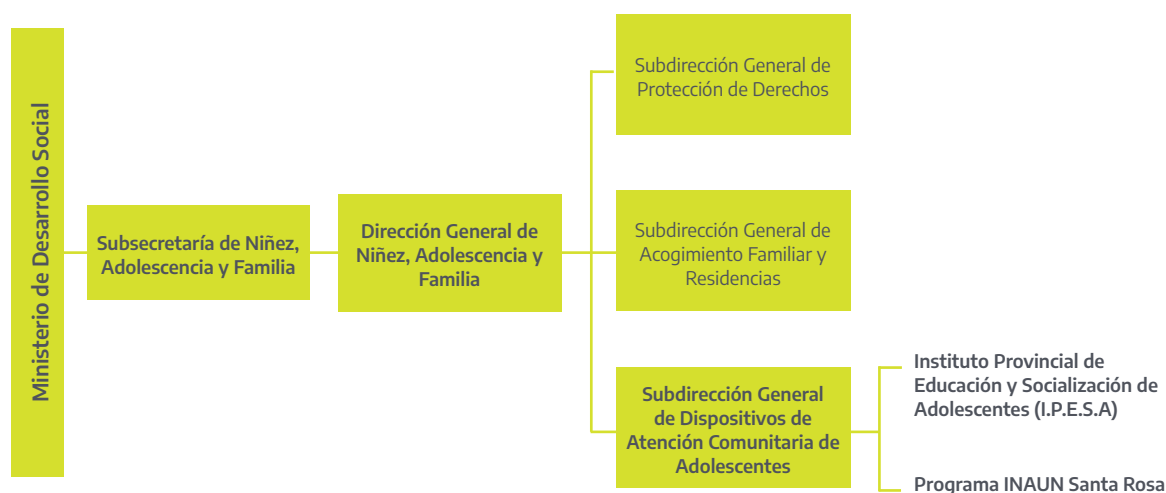 Ministerio de Desarrollo Social
Subsecretaría de Niñez,
Adolescencia y Familia
Dirección General de
Niñez, Adolescencia y
Familia
Subdirección General de
Protección de Derechos
Subdirección General de
Acogimiento Familiar y
Residencias
Subdirección General
de Dispositivos de
Atención Comunitaria de
Adolescentes
Instituto Provincial de
Educación y Socialización de
Adolescentes (I.P.E.S.A)
Programa INAUN Santa Rosa